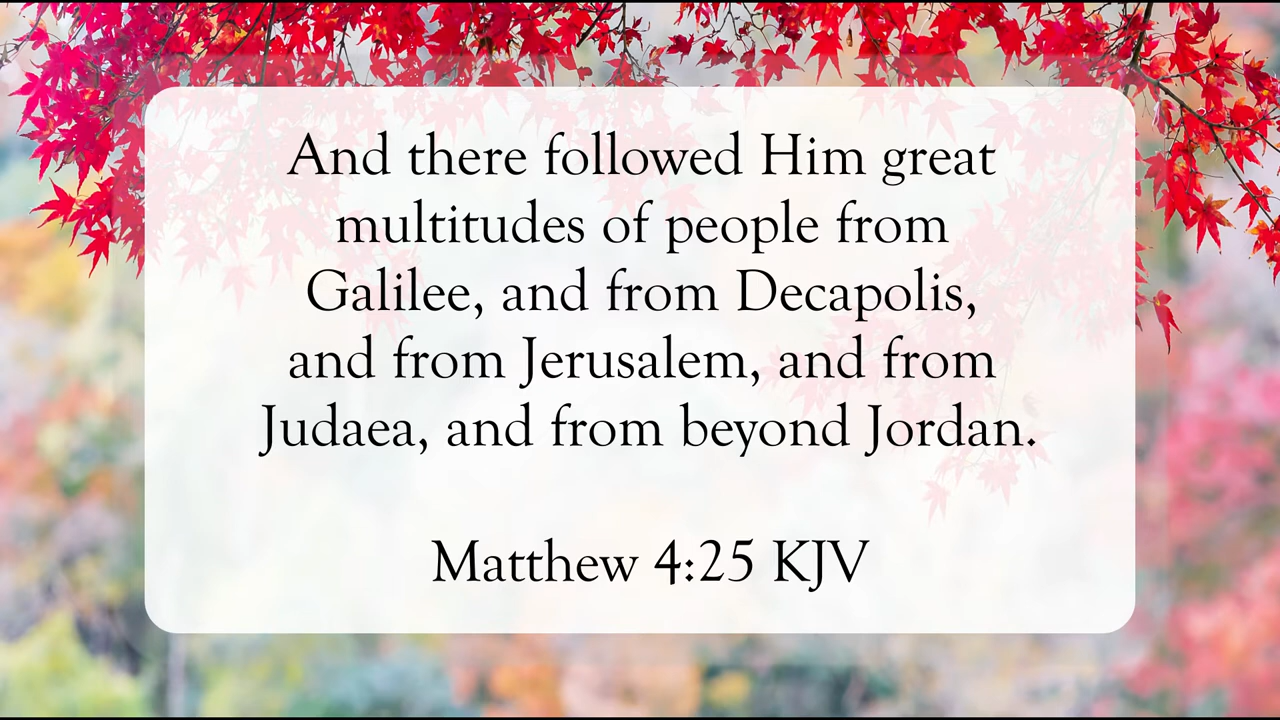 And there followed Him great
multitudes of people from
Galilee, and from Decapolis,
and from Jerusalem, and from
Judaea, and from beyond Jordan.
Matthew 4:25 KJV